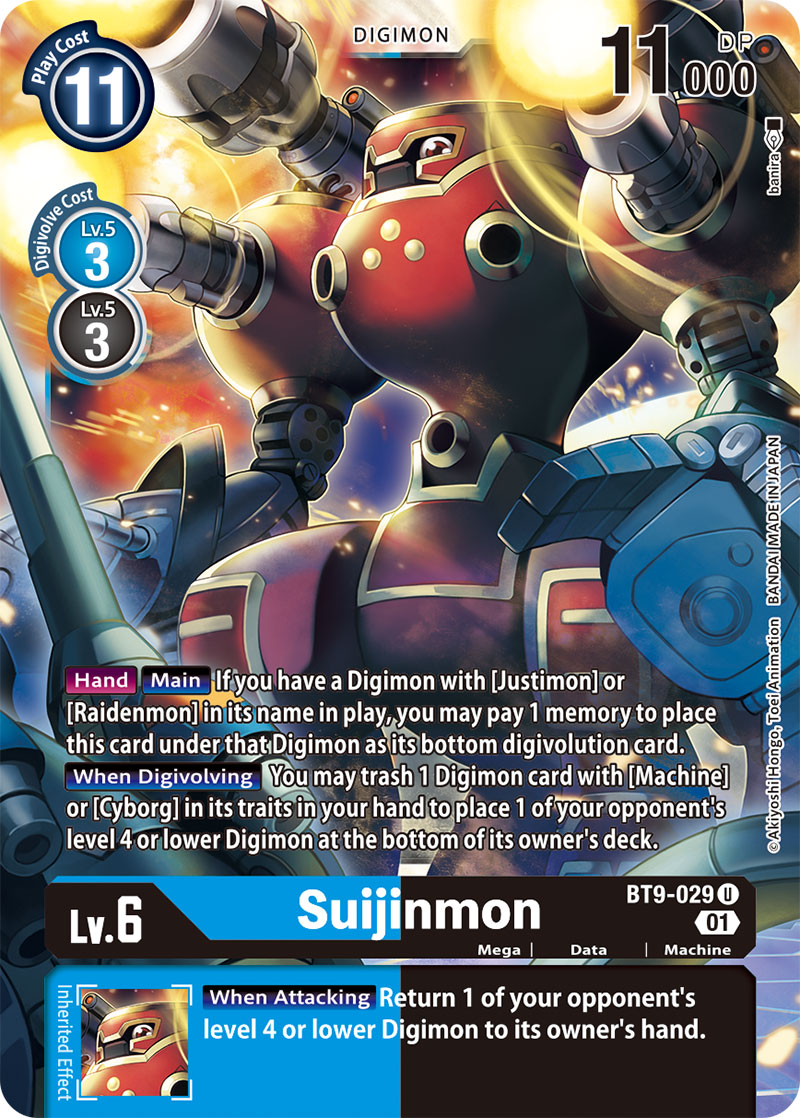 DIGIMON
Play Cost
11
11000
DP
banira
Digivolve Cost
Lv.5
3
Lv.5
3
BANDAI MADE IN JAPAN
©Akiyoshi Hongo, Toei Animation
Hand Main If you have a Digimon with [Justimon] or
[Raidenmon] in its name in play, you may pay 1 memory to place
this card under that Digimon as its bottom digivolution card.
When Digivolving You may trash 1 Digimon card with [Machine]
or [Cyborg] in its traits in your hand to place 1 of your opponent's
level 4 or lower Digimon at the bottom of its owner's deck.
Lv.6
Suijinmon
BT9-029 U
01
Mega | Data | Machine
Inherited Effect
When Attacking Return 1 of your opponent's
level 4 or lower Digimon to its owner's hand.